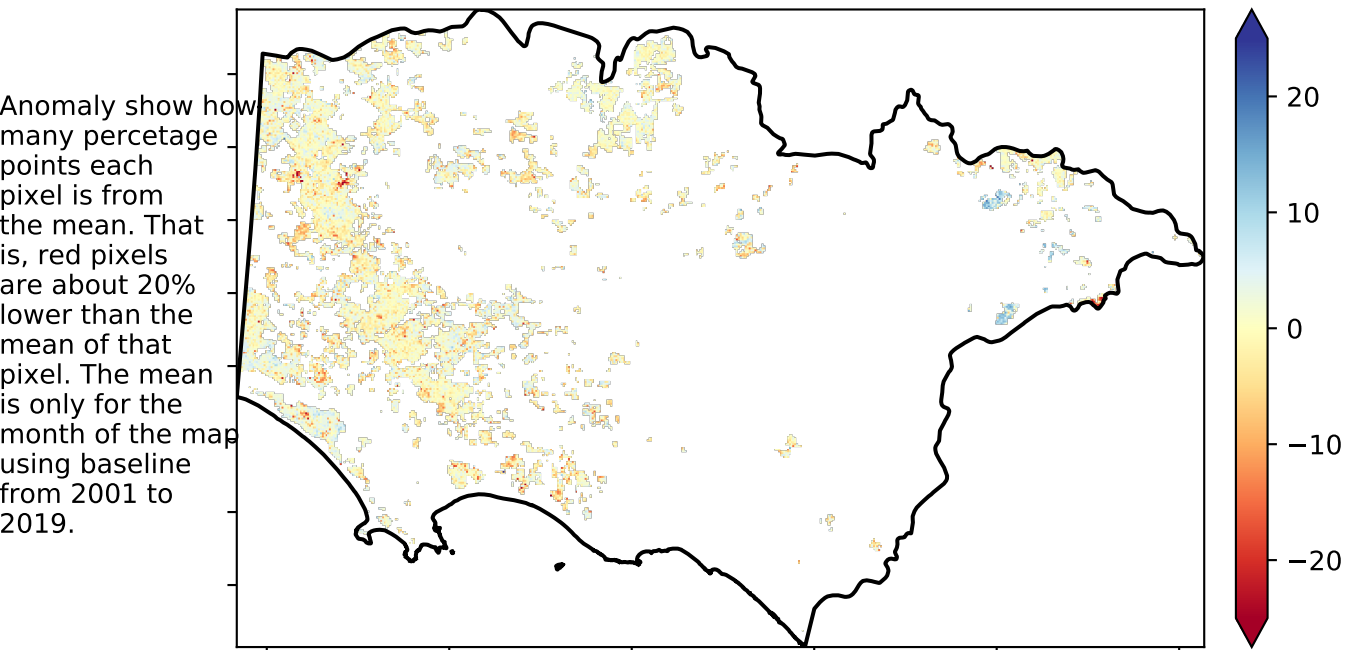 Anomaly show how
many percetage
points each
pixel is from
the mean. That
is, red pixels
are about 20%
lower than the
mean of that
pixel. The mean
is only for the
month of the map
using baseline
from 2001 to
2019.
20
10
0
−10
−20